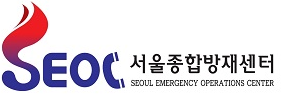 SEOC 서울종합방재센터
SEOUL EMERGENCY OPERATIONS CENTER